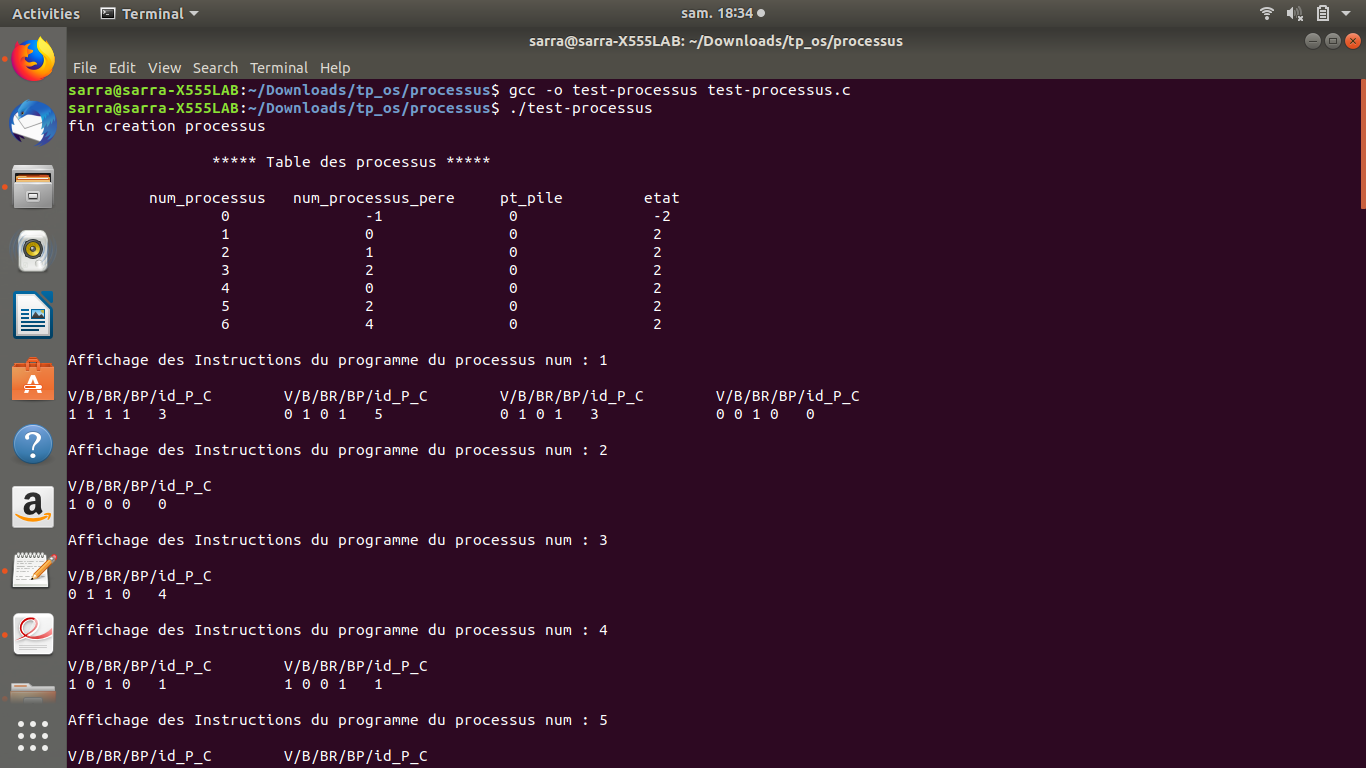 Activities Terminal sam. 18:34
sarra@sarra-X555LAB: ~/Downloads/tp_os/processus
File Edit View Search Terminal Help
sarra@sarra-X555LAB:~/Downloads/tp_os/processus$ gcc -o test-processus test-processus.c
sarra@sarra-X555LAB:~/Downloads/tp_os/processus$ ./test-processus
fin creation processus
***** Table des processus *****
num_processus num_processus_pere pt_pile etat
0 -1 0 -2
1 0 0 2
2 1 0 2
3 2 0 2
4 0 0 2
5 2 0 2
6 4 0 2
Affichage des Instructions du programme du processus num : 1
V/B/BR/BP/id_P_C V/B/BR/BP/id_P_C V/B/BR/BP/id_P_C V/B/BR/BP/id_P_C
1 1 1 1 3 0 1 0 1 5 0 1 0 1 3 0 0 1 0 0
Affichage des Instructions du programme du processus num : 2
V/B/BR/BP/id_P_C
1 0 0 0 0
Affichage des Instructions du programme du processus num : 3
V/B/BR/BP/id_P_C
0 1 1 0 4
Affichage des Instructions du programme du processus num : 4
V/B/BR/BP/id_P_C V/B/BR/BP/id_P_C
1 0 1 0 1 1 0 0 1 1
Affichage des Instructions du programme du processus num : 5
V/B/BR/BP/id_P_C V/B/BR/BP/id_P_C